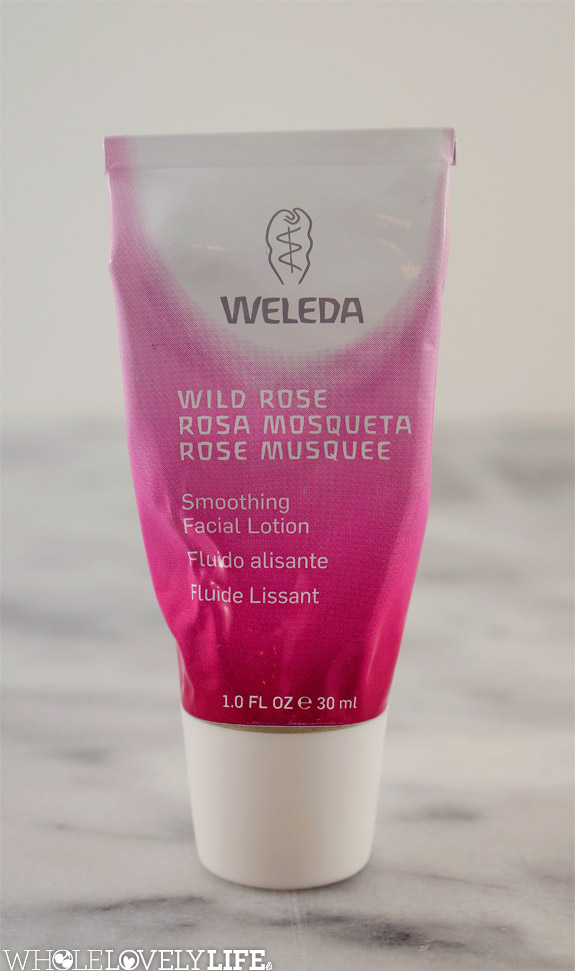 WELEDA
WILD ROSE
ROSA MOSQUETA
ROSE MUSQUEE
Smoothing
Facial Lotion
Fluido alisante
Fluide Lissant
1.0 FL OZ ℮ 30 ml
WHOLELOVELYLIFE